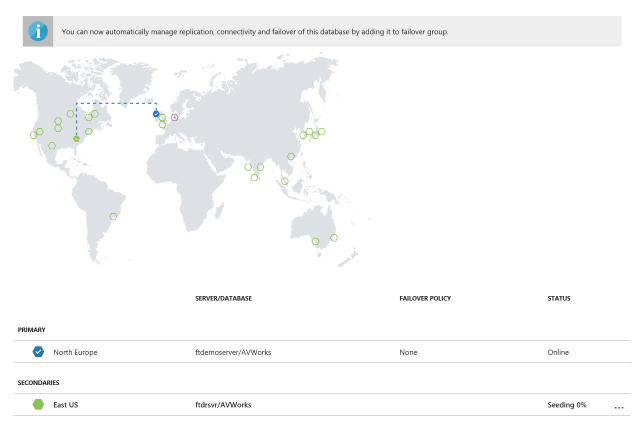 You can now automatically manage replication, connectivity and failover of this database by adding it to failover group.
SERVER/DATABASE FAILOVER POLICY STATUS
PRIMARY
North Europe ftdemoserver/AVWorks None Online
SECONDARIES
East US ftdrsvr/AVWorks Seeding 0% ...